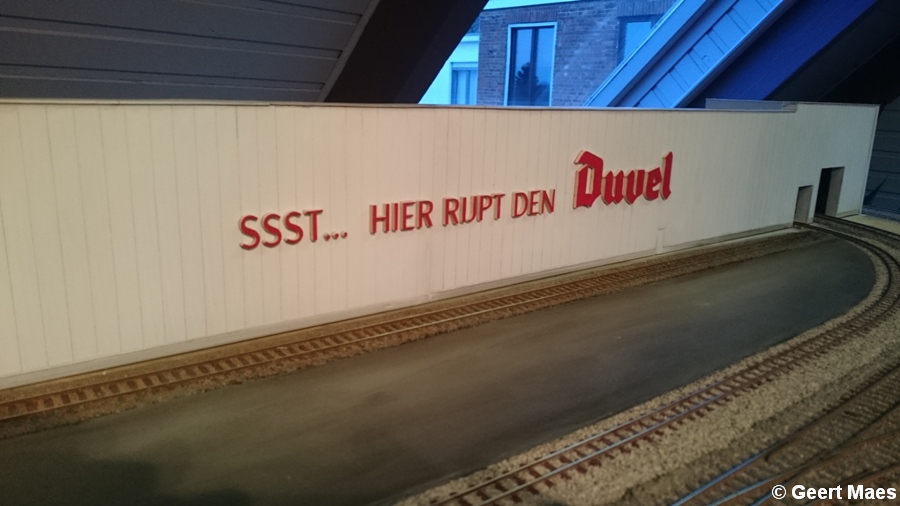 SSST... HIER RIJPT DEN Duvel
© Geert Maes